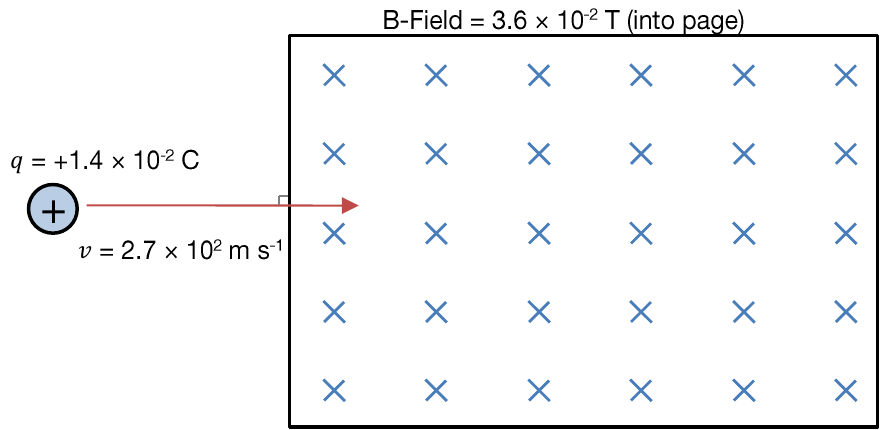 B-Field = 3.6 × 10⁻² T (into page)
q = +1.4 × 10⁻² C
+
v = 2.7 × 10² m s⁻¹